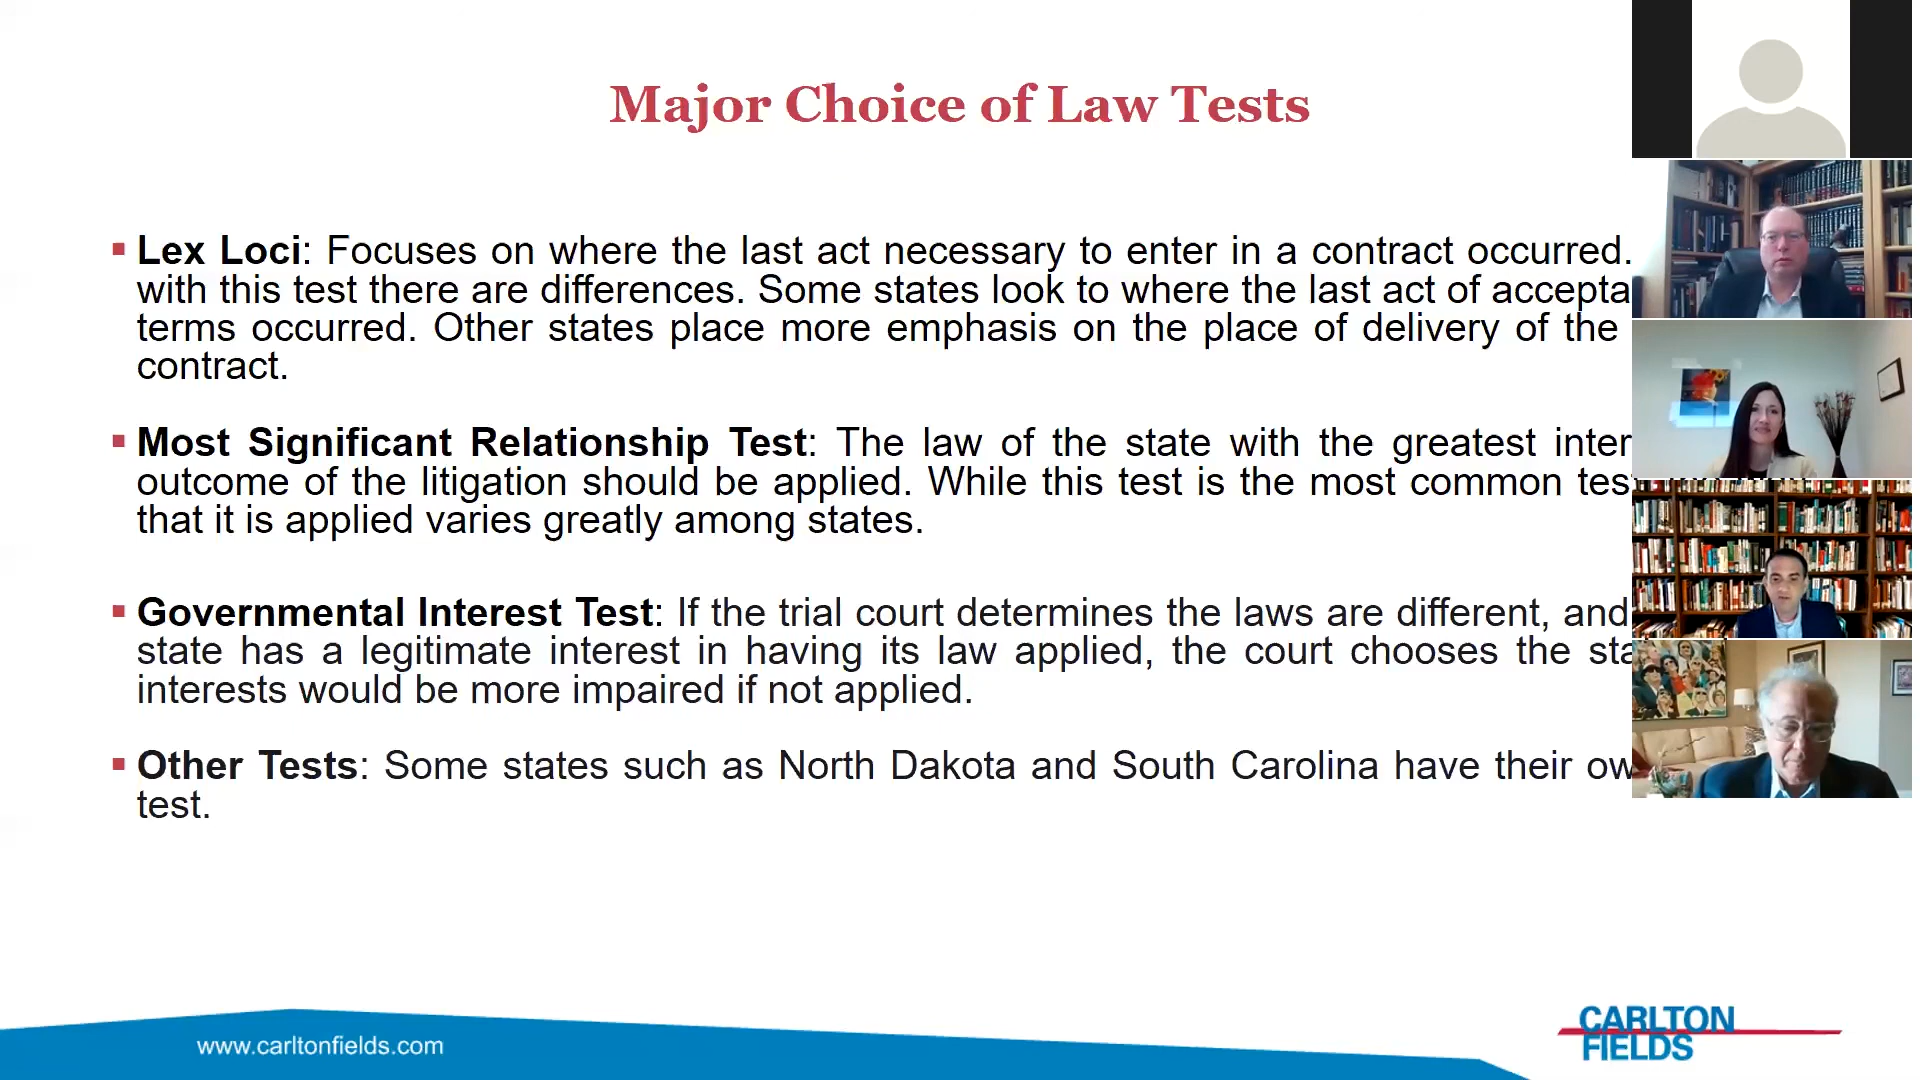 Major Choice of Law Tests
Lex Loci: Focuses on where the last act necessary to enter in a contract occurred.
with this test there are differences. Some states look to where the last act of
terms occurred. Other states place more emphasis on the place of delivery of the
contract.
Most Significant Relationship Test: The law of the state with the greatest
outcome of the litigation should be applied. While this test is the most common
that it is applied varies greatly among states.
Governmental Interest Test: If the trial court determines the laws are different, and
state has a legitimate interest in having its law applied, the court chooses the
interests would be more impaired if not applied.
Other Tests: Some states such as North Dakota and South Carolina have their
test.
www.carltonfields.com
CARLTON
FIELDS